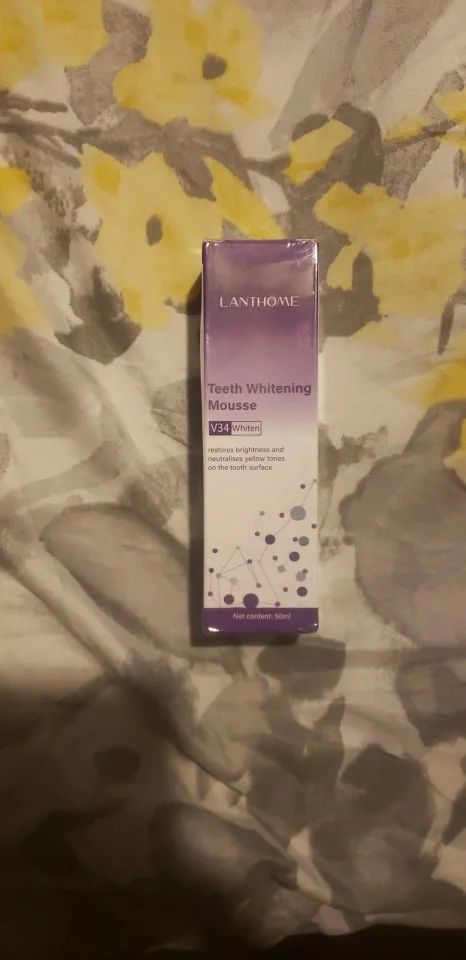 LANTHOME
Teeth Whitening
Mousse
V34 Whiten
restores brightness and
neutralises yellow tones
on the tooth surface
Net content: 50ml